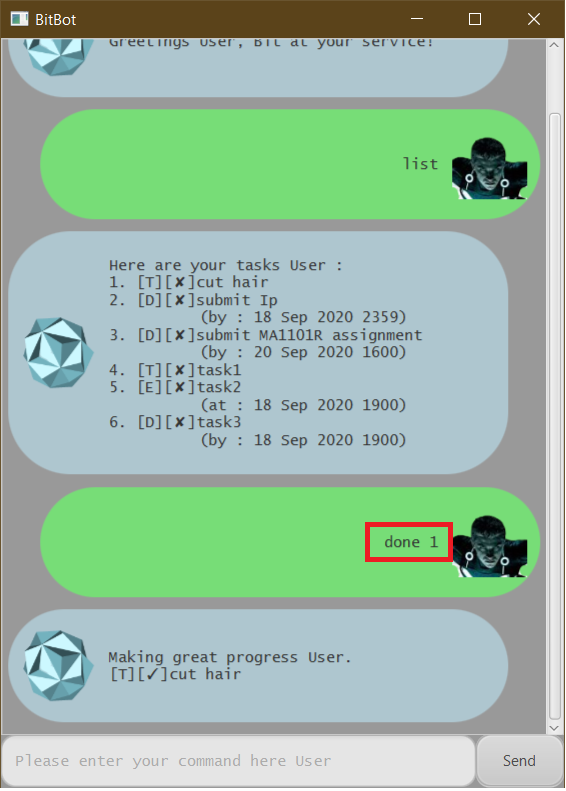 BitBot
Greetings User, Bit at your service!
list
Here are your tasks User :
1. [T][✘]cut hair
2. [D][✘]submit Ip
(by : 18 Sep 2020 2359)
3. [D][✘]submit MA1101R assignment
(by : 20 Sep 2020 1600)
4. [T][✘]task1
5. [E][✘]task2
(at : 18 Sep 2020 1900)
6. [D][✘]task3
(by : 18 Sep 2020 1900)
done 1
Making great progress User.
[T][✓]cut hair
Please enter your command here User
Send